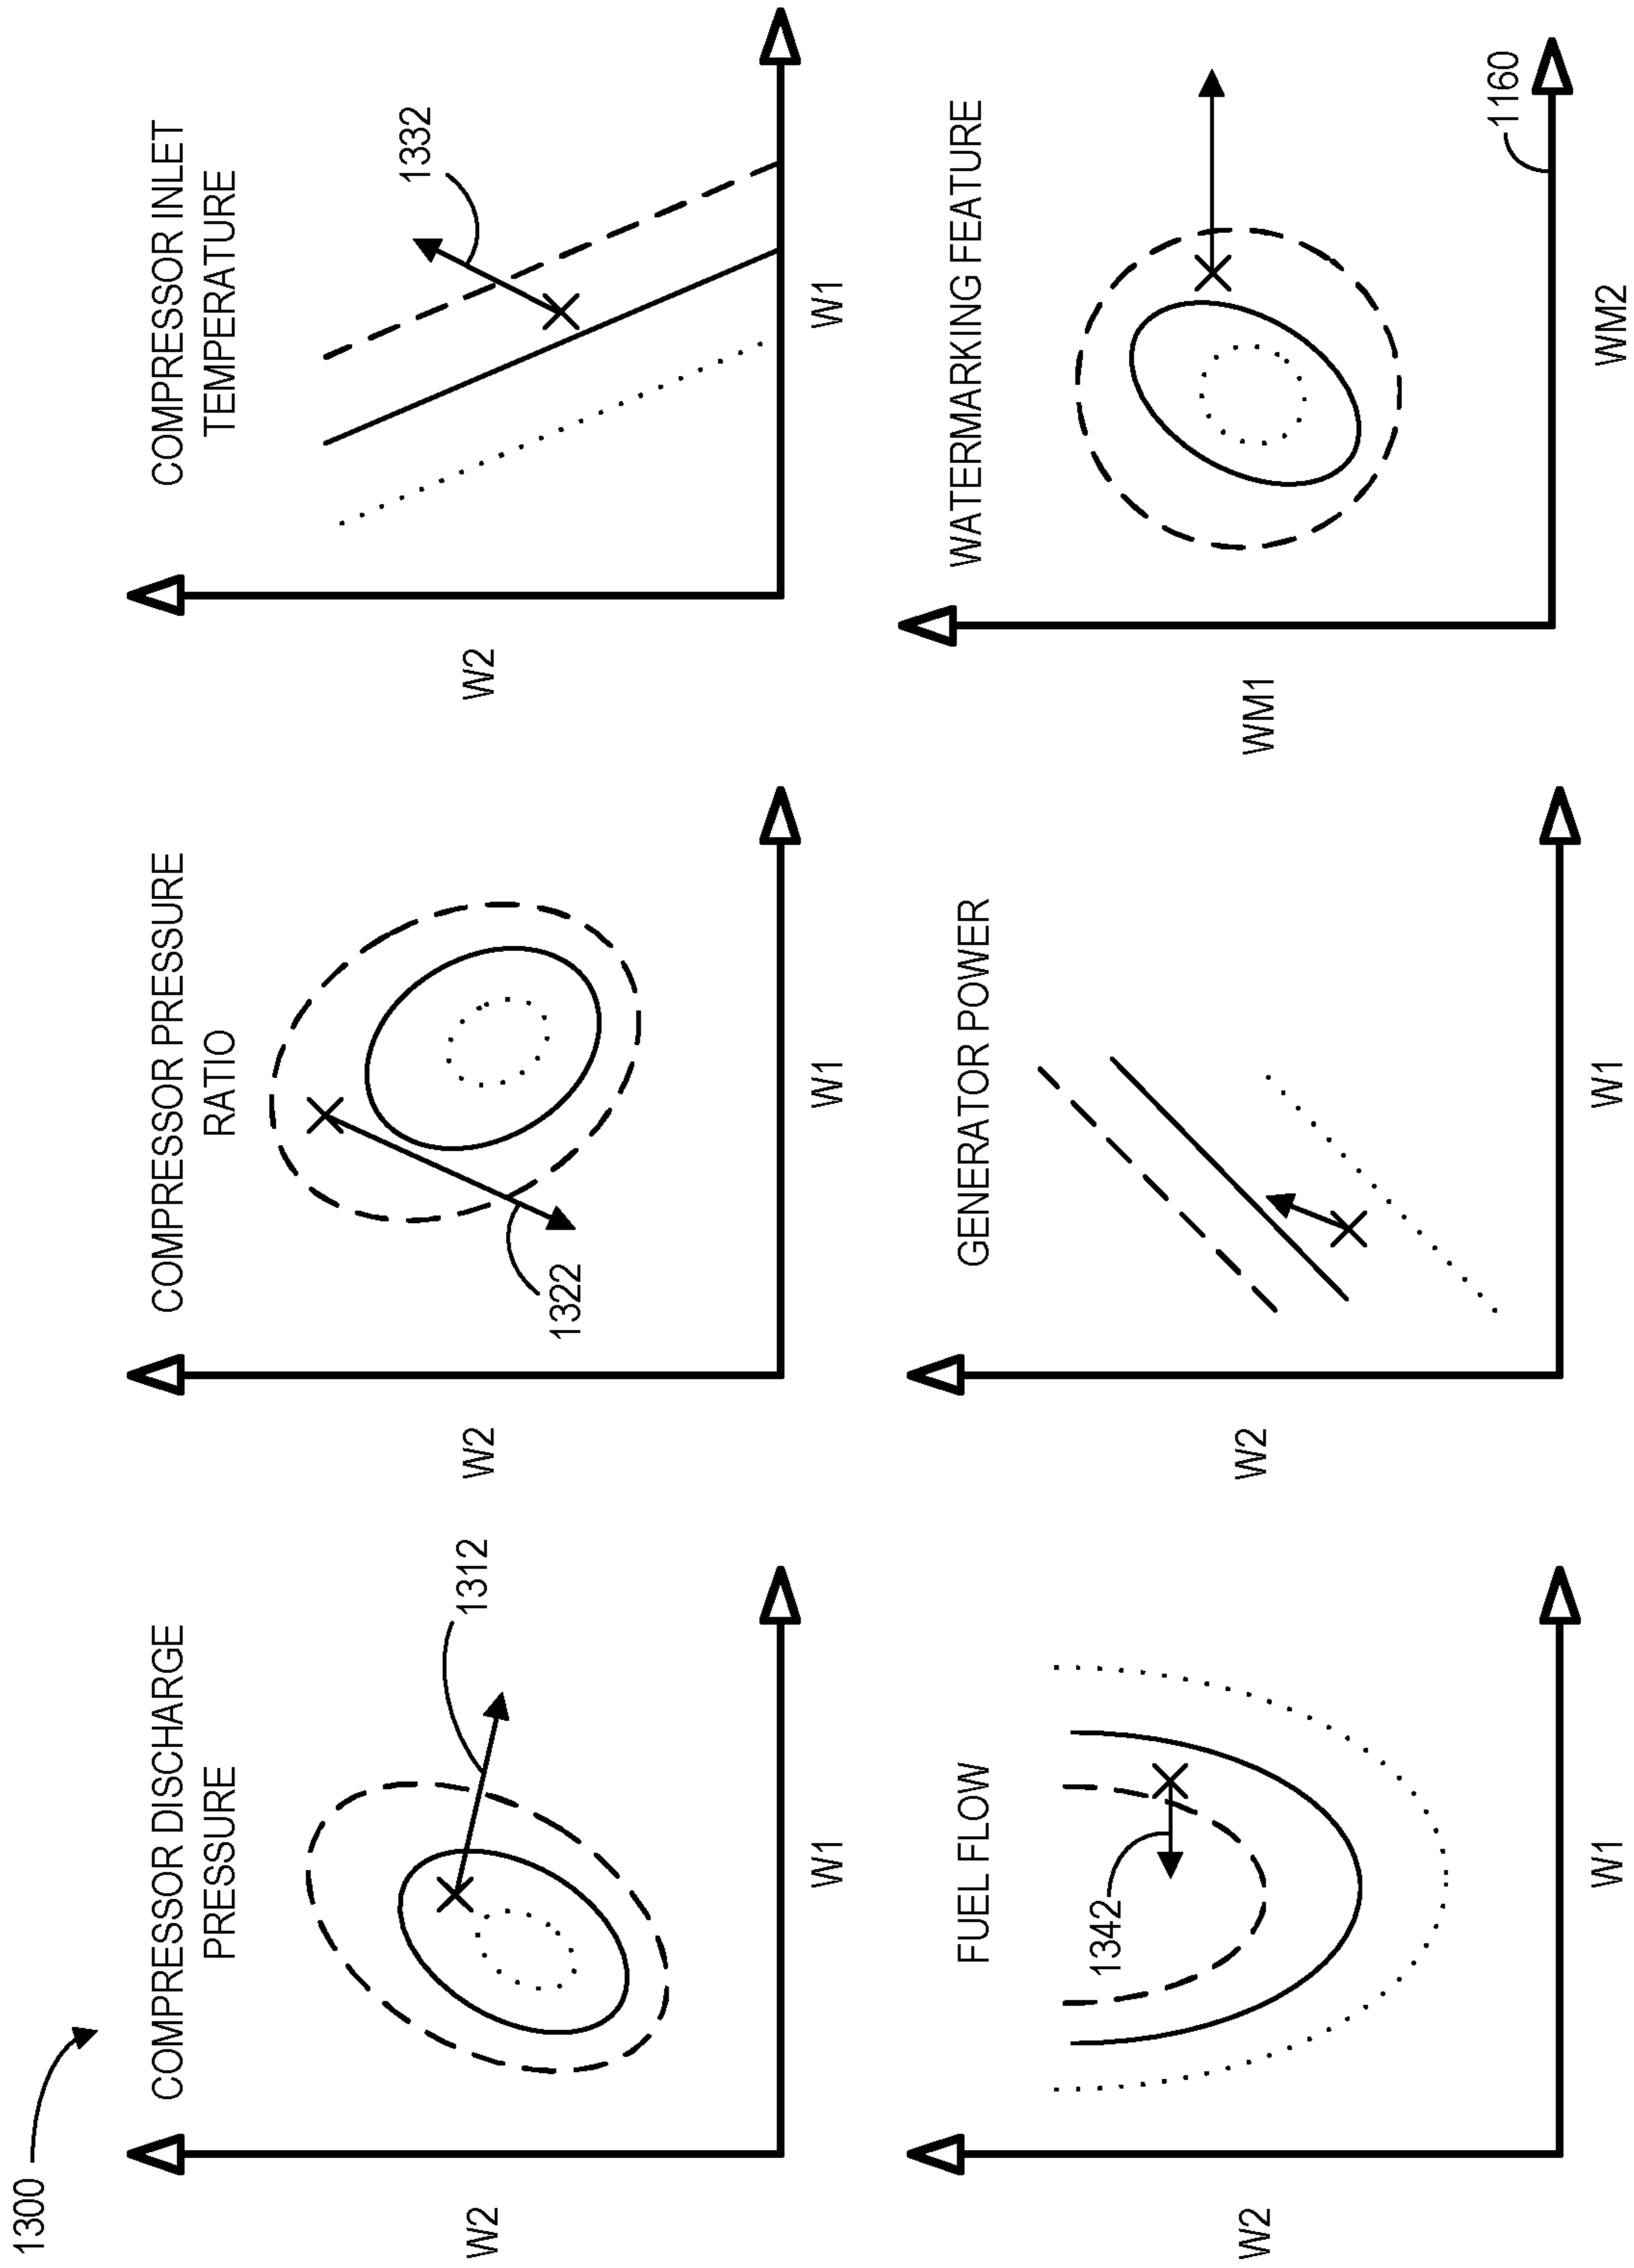 1300
COMPRESSOR DISCHARGE
PRESSURE
W2
1312
W1
COMPRESSOR PRESSURE
RATIO
W2
1322
W1
COMPRESSOR INLET
TEMPERATURE
W2
1332
W1
FUEL FLOW
W2
1342
W1
GENERATOR POWER
W2
W1
WATERMARKING FEATURE
WM1
1160
WM2